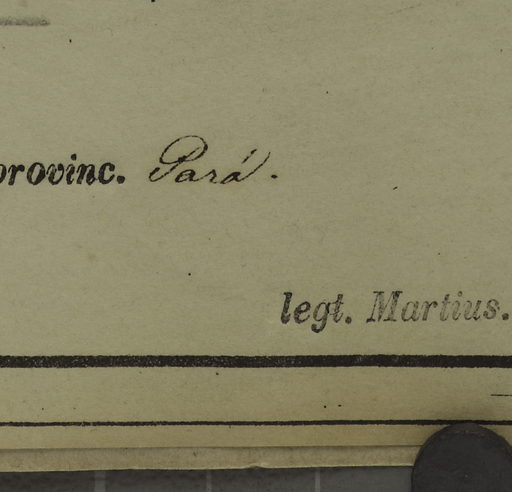 provinc. Pará.
legt. Martius.